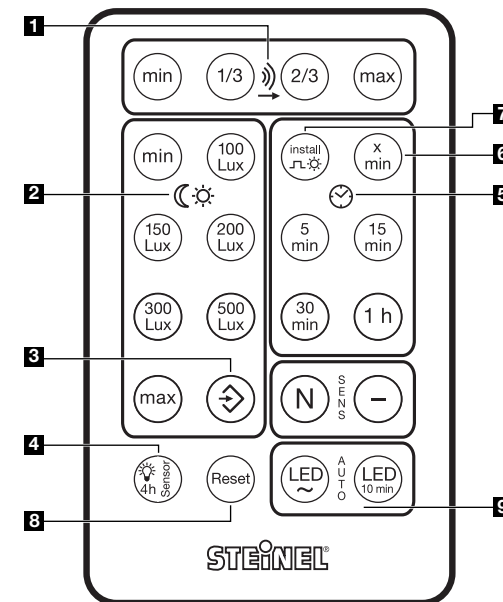 1
min 1/3 2/3 max
7
install
x min
6
min
100 Lux
2
5
150 Lux
200 Lux
5 min
15 min
300 Lux
500 Lux
30 min
1 h
3
max
N
SENS
–
4
4h Sensor
Reset
LED ~
AUTO
LED 10 min
8
9
STEINEL®